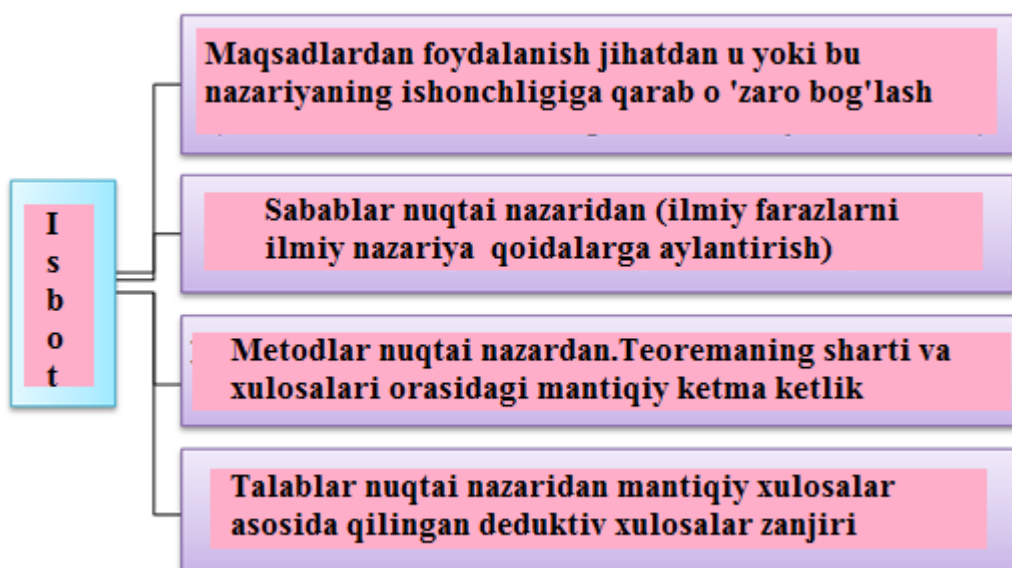 Maqsadlardan foydalanish jihatdan u yoki bu
nazariyaning ishonchligiga qarab o 'zaro bog'lash
I
s
b
o
t
Sabablar nuqtai nazaridan (ilmiy farazlarni
ilmiy nazariya qoidalarga aylantirish)
Metodlar nuqtai nazardan.Teoremaning sharti va
xulosalari orasidagi mantiqiy ketma ketlik
Talablar nuqtai nazaridan mantiqiy xulosalar
asosida qilingan deduktiv xulosalar zanjiri